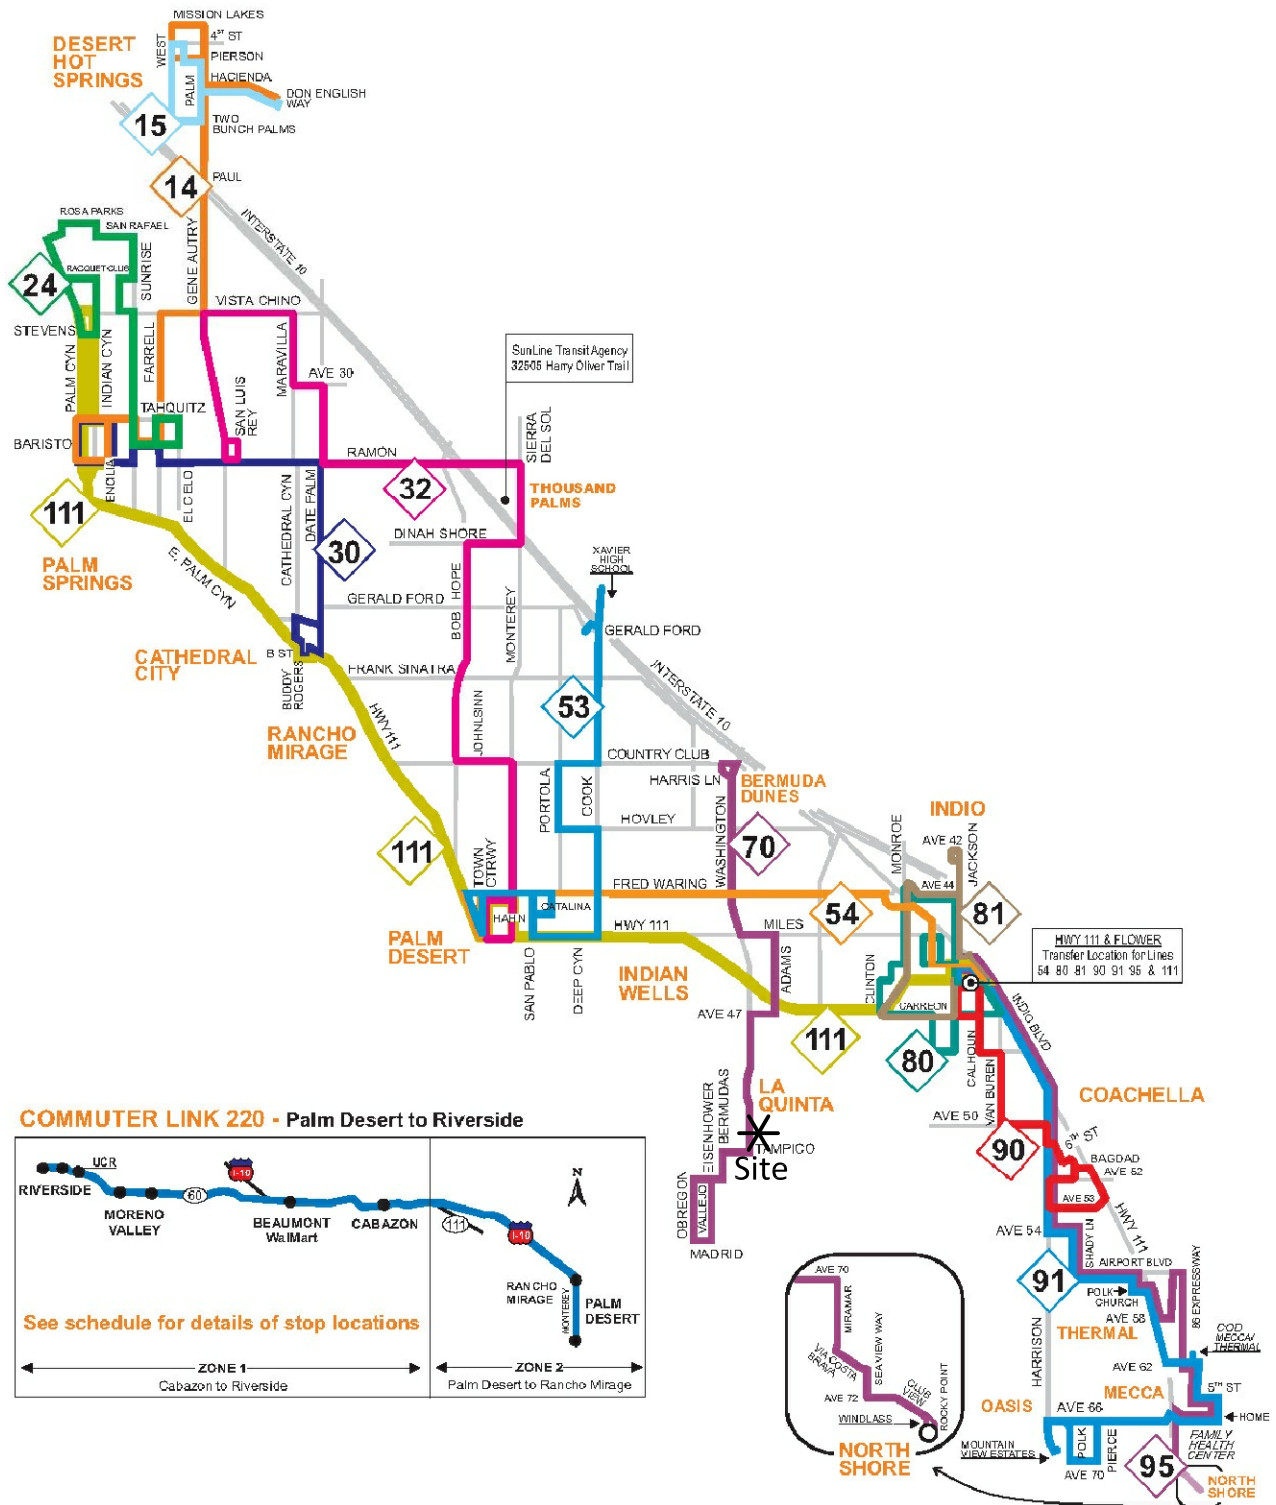 MISSION LAKES
4ST ST
DESERT
HOT
SPRINGS
WEST
PIERSON
PALM
HACIENDA
DON ENGLISH
WAY
15
TWO
BUNCH PALMS
14
PAUL
INTERSTATE 10
ROSA PARKS
SAN RAFAEL
RACQUET CLUB
SUNRISE
GENE AUTRY
24
VISTA CHINO
STEVENS
PALM CYN
INDIAN CYN
FARRELL
MARAVILLA
AVE 30
SAN LUIS
REY
SunLine Transit Agency
32505 Harry Oliver Trail
TAHQUITZ
BARISTO
RAMON
SIERRA
DEL SOL
ENCILIA
EL CIELO
CATHEDRAL CYN
DATE PALM
32
THOUSAND
PALMS
111
DINAH SHORE
30
PALM
SPRINGS
E. PALM CYN
XAVIER
HIGH
SCHOOL
GERALD FORD
BOB HOPE
MONTEREY
GERALD FORD
CATHEDRAL
CITY
B ST
BUDDY
ROGERS
FRANK SINATRA
INTERSTATE 10
53
RANCHO
MIRAGE
HWY 111
JOHNLSINN
COUNTRY CLUB
HARRIS LN
BERMUDA
DUNES
PORTOLA
COOK
HOVLEY
WASHINGTON
70
INDIO
MONROE
AVE 42
JACKSON
111
TOWN
CTRWY
FRED WARING
AVE 44
HAHN
CATALINA
54
81
PALM
DESERT
SAN PABLO
DEEP CYN
HWY 111
MILES
INDIAN
WELLS
ADAMS
CLINTON
HWY 111 & FLOWER
Transfer Location for Lines
54 80 81 90 91 95 & 111
AVE 47
CARREON
INDIO BLVD
111
80
CALHOUN
VAN BUREN
LA
QUINTA
EISENHOWER
BERMUDAS
AVE 50
COACHELLA
TAMPICO
Site
90
6TH ST
BAGDAD
AVE 52
AVE 53
OBREGON
VALLEJO
MADRID
HWY 111
AVE 54
SHADY LN
AIRPORT BLVD
86 EXPRESSWAY
91
POLK
CHURCH
AVE 58
THERMAL
COD
MECCA/
THERMAL
HARRISON
AVE 62
MECCA
5TH ST
OASIS
AVE 66
HOME
MOUNTAIN
VIEW ESTATES
POLK
PIERCE
AVE 70
FAMILY
HEALTH
CENTER
95
NORTH
SHORE
AVE 70
MIRAMAR
VIA COSTA
BRAVA
SEA VIEW WAY
AVE 72
CLUB
VIEW
ROCKY POINT
WINDLASS
NORTH
SHORE
COMMUTER LINK 220 - Palm Desert to Riverside
UCR
RIVERSIDE
MORENO
VALLEY
60
I-10
BEAUMONT
WalMart
CABAZON
111
I-10
N
RANCHO
MIRAGE
MONTEREY
PALM
DESERT
See schedule for details of stop locations
ZONE 1
Cabazon to Riverside
ZONE 2
Palm Desert to Rancho Mirage